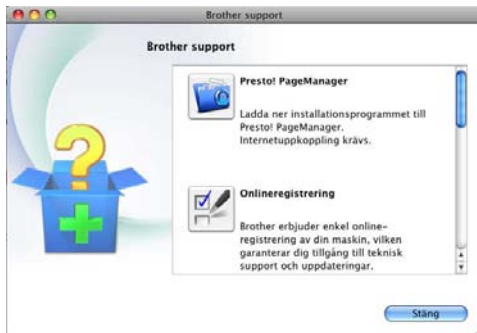 Brother support
Brother support
Presto! PageManager
Ladda ner installationsprogrammet till
Presto! PageManager.
Internetuppkoppling krävs.
Onlineregistrering
Brother erbjuder enkel online-
registrering av din maskin, vilken
garanterar dig tillgång till teknisk
support och uppdateringar.
Stäng